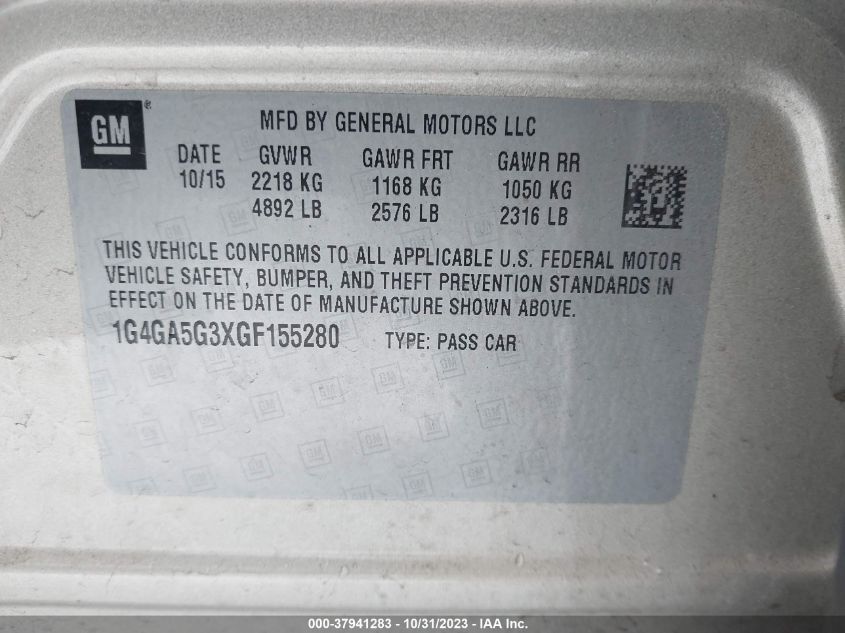 GM ®
MFD BY GENERAL MOTORS LLC
DATE GVWR GAWR FRT GAWR RR
10/15 2218 KG 1168 KG 1050 KG
4892 LB 2576 LB 2316 LB
THIS VEHICLE CONFORMS TO ALL APPLICABLE U.S. FEDERAL MOTOR
VEHICLE SAFETY, BUMPER, AND THEFT PREVENTION STANDARDS IN
EFFECT ON THE DATE OF MANUFACTURE SHOWN ABOVE.
1G4GA5G3XGF155280 TYPE: PASS CAR
000-37941283 - 10/31/2023 - IAA Inc.